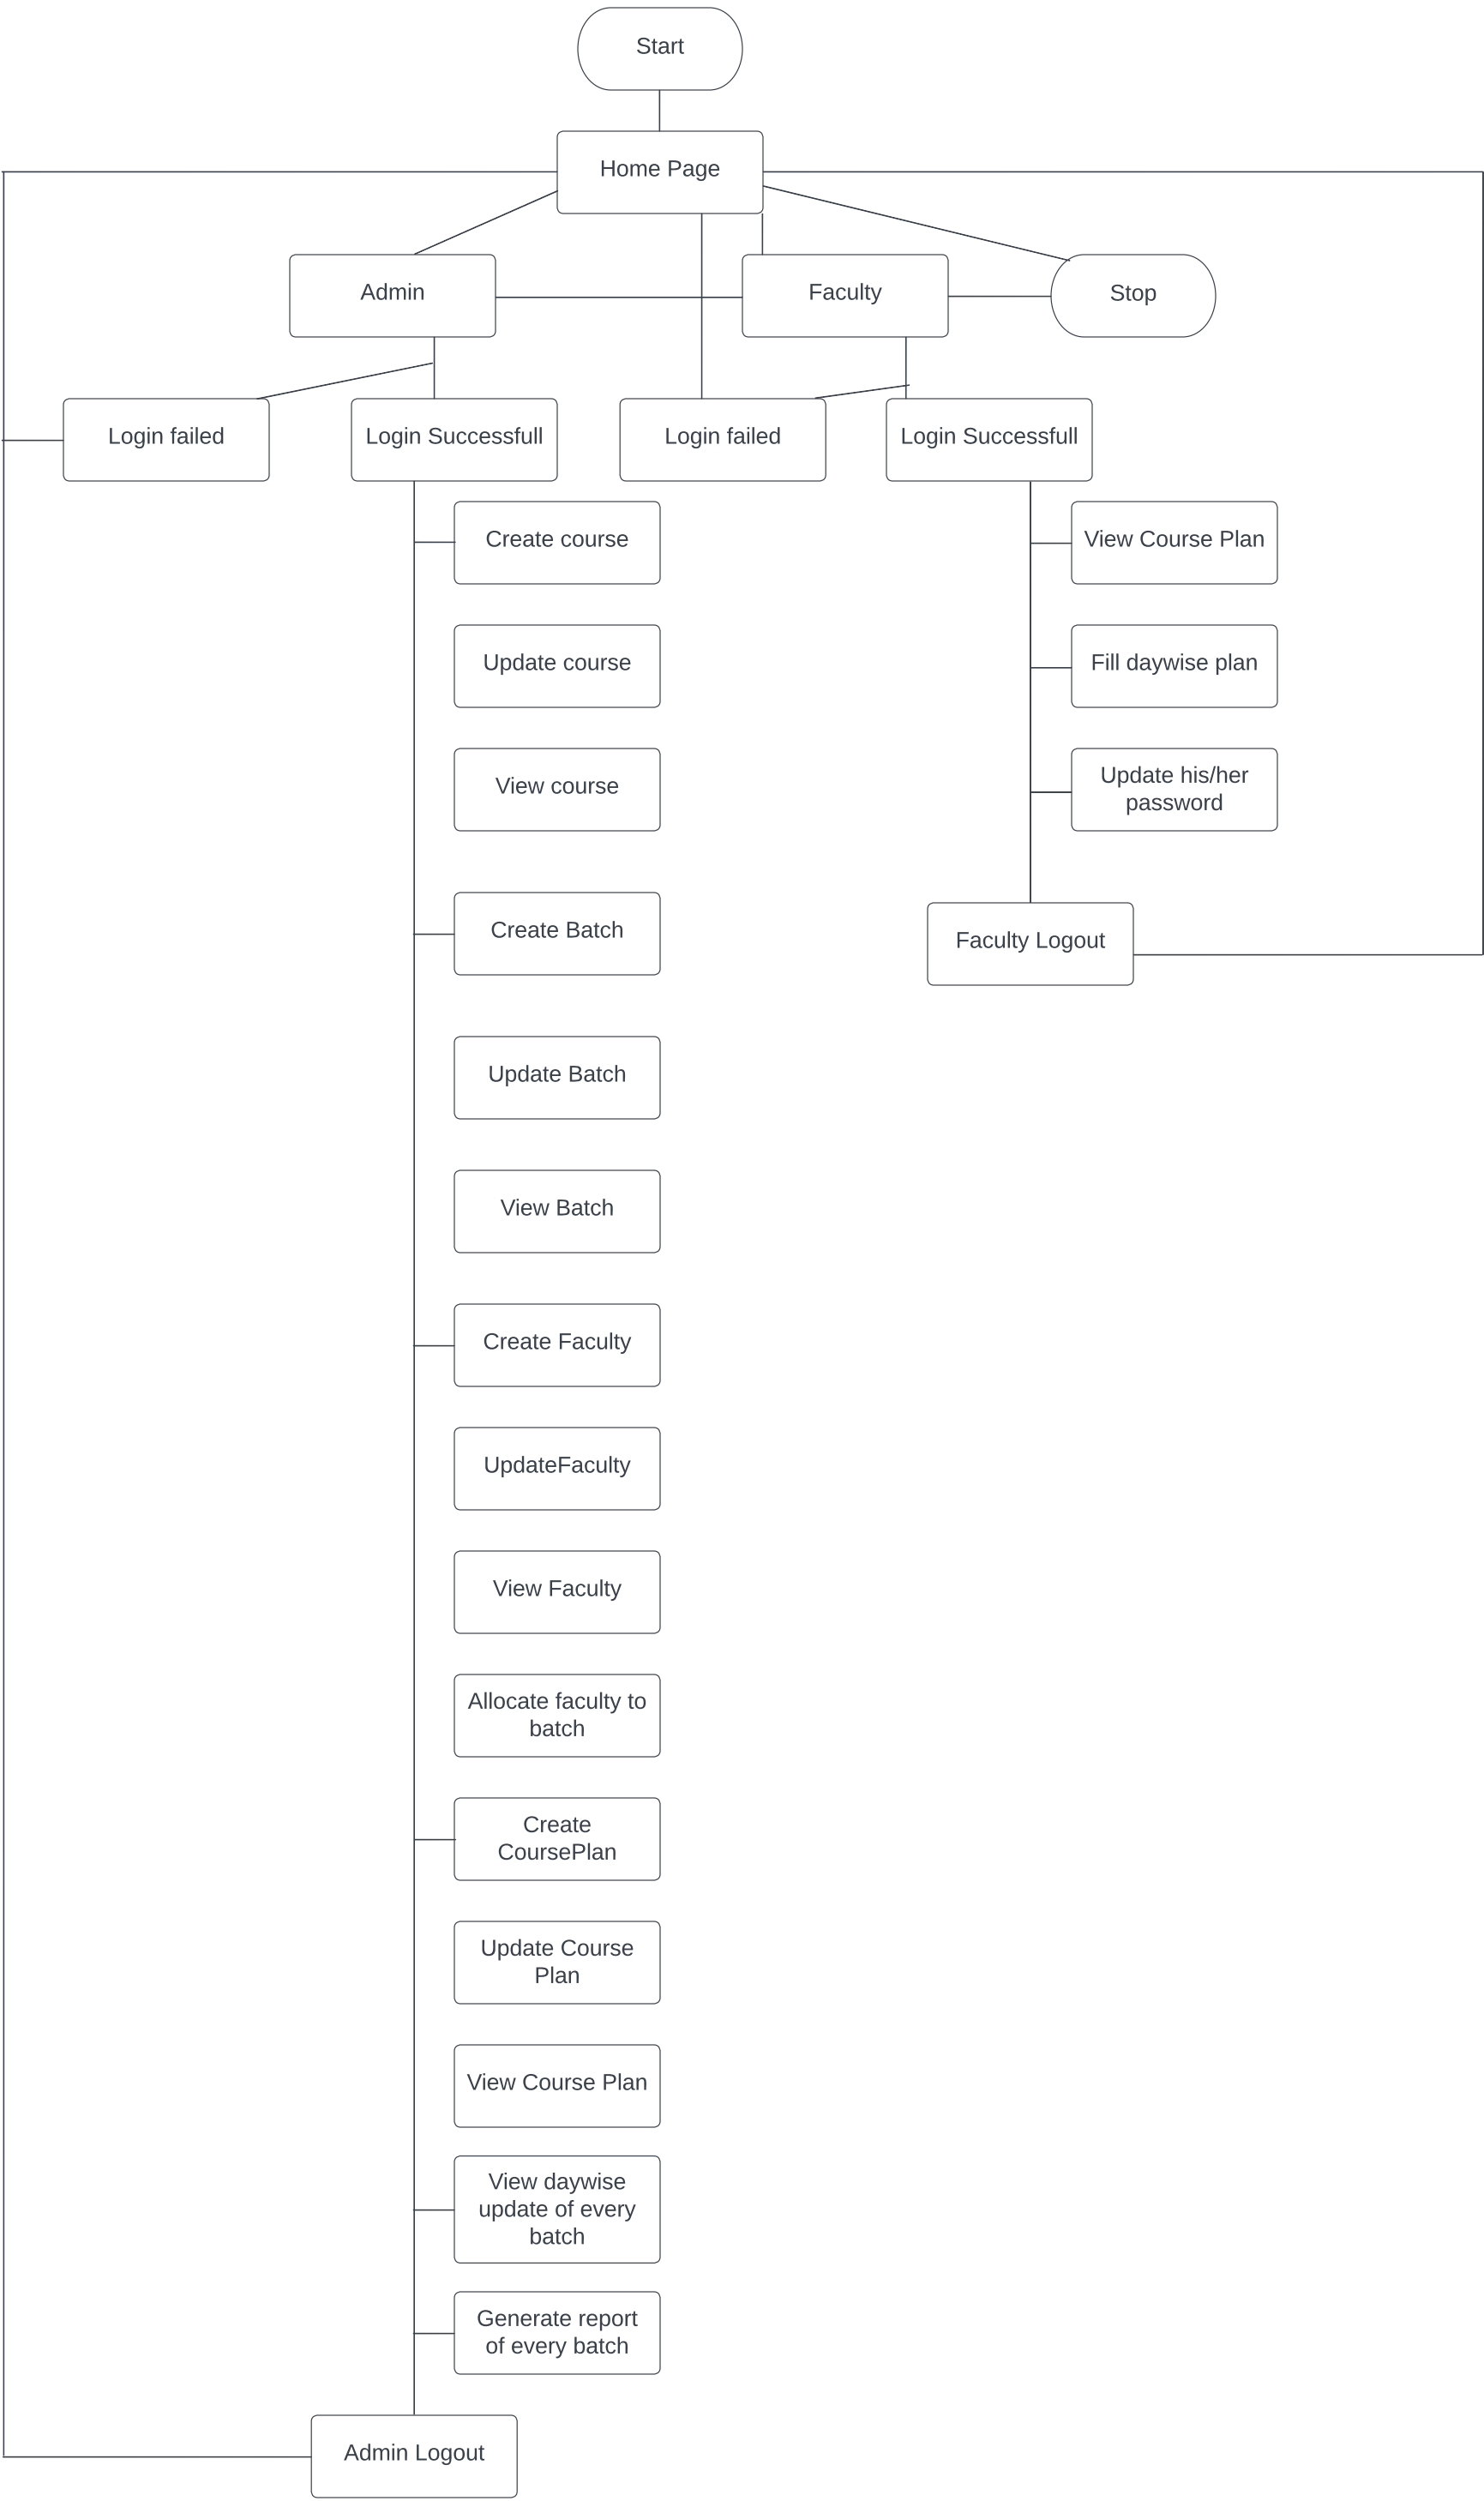 Start
Home Page
Admin
Faculty
Stop
Login failed
Login Successfull
Login failed
Login Successfull
Create course
View Course Plan
Update course
Fill daywise plan
View course
Update his/her
password
Create Batch
Faculty Logout
Update Batch
View Batch
Create Faculty
UpdateFaculty
View Faculty
Allocate faculty to
batch
Create
CoursePlan
Update Course
Plan
View Course Plan
View daywise
update of every
batch
Generate report
of every batch
Admin Logout